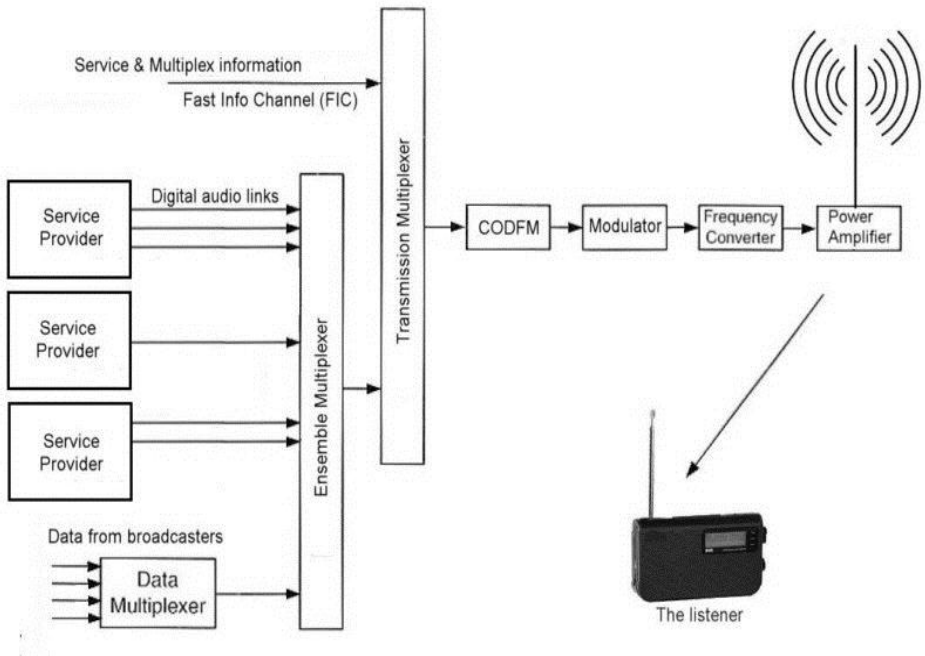 Service & Multiplex information
Fast Info Channel (FIC)
Digital audio links
Service
Provider
Service
Provider
Service
Provider
Data from broadcasters
Data
Multiplexer
Ensemble Multiplexer
Transmission Multiplexer
CODFM
Modulator
Frequency
Converter
Power
Amplifier
The listener